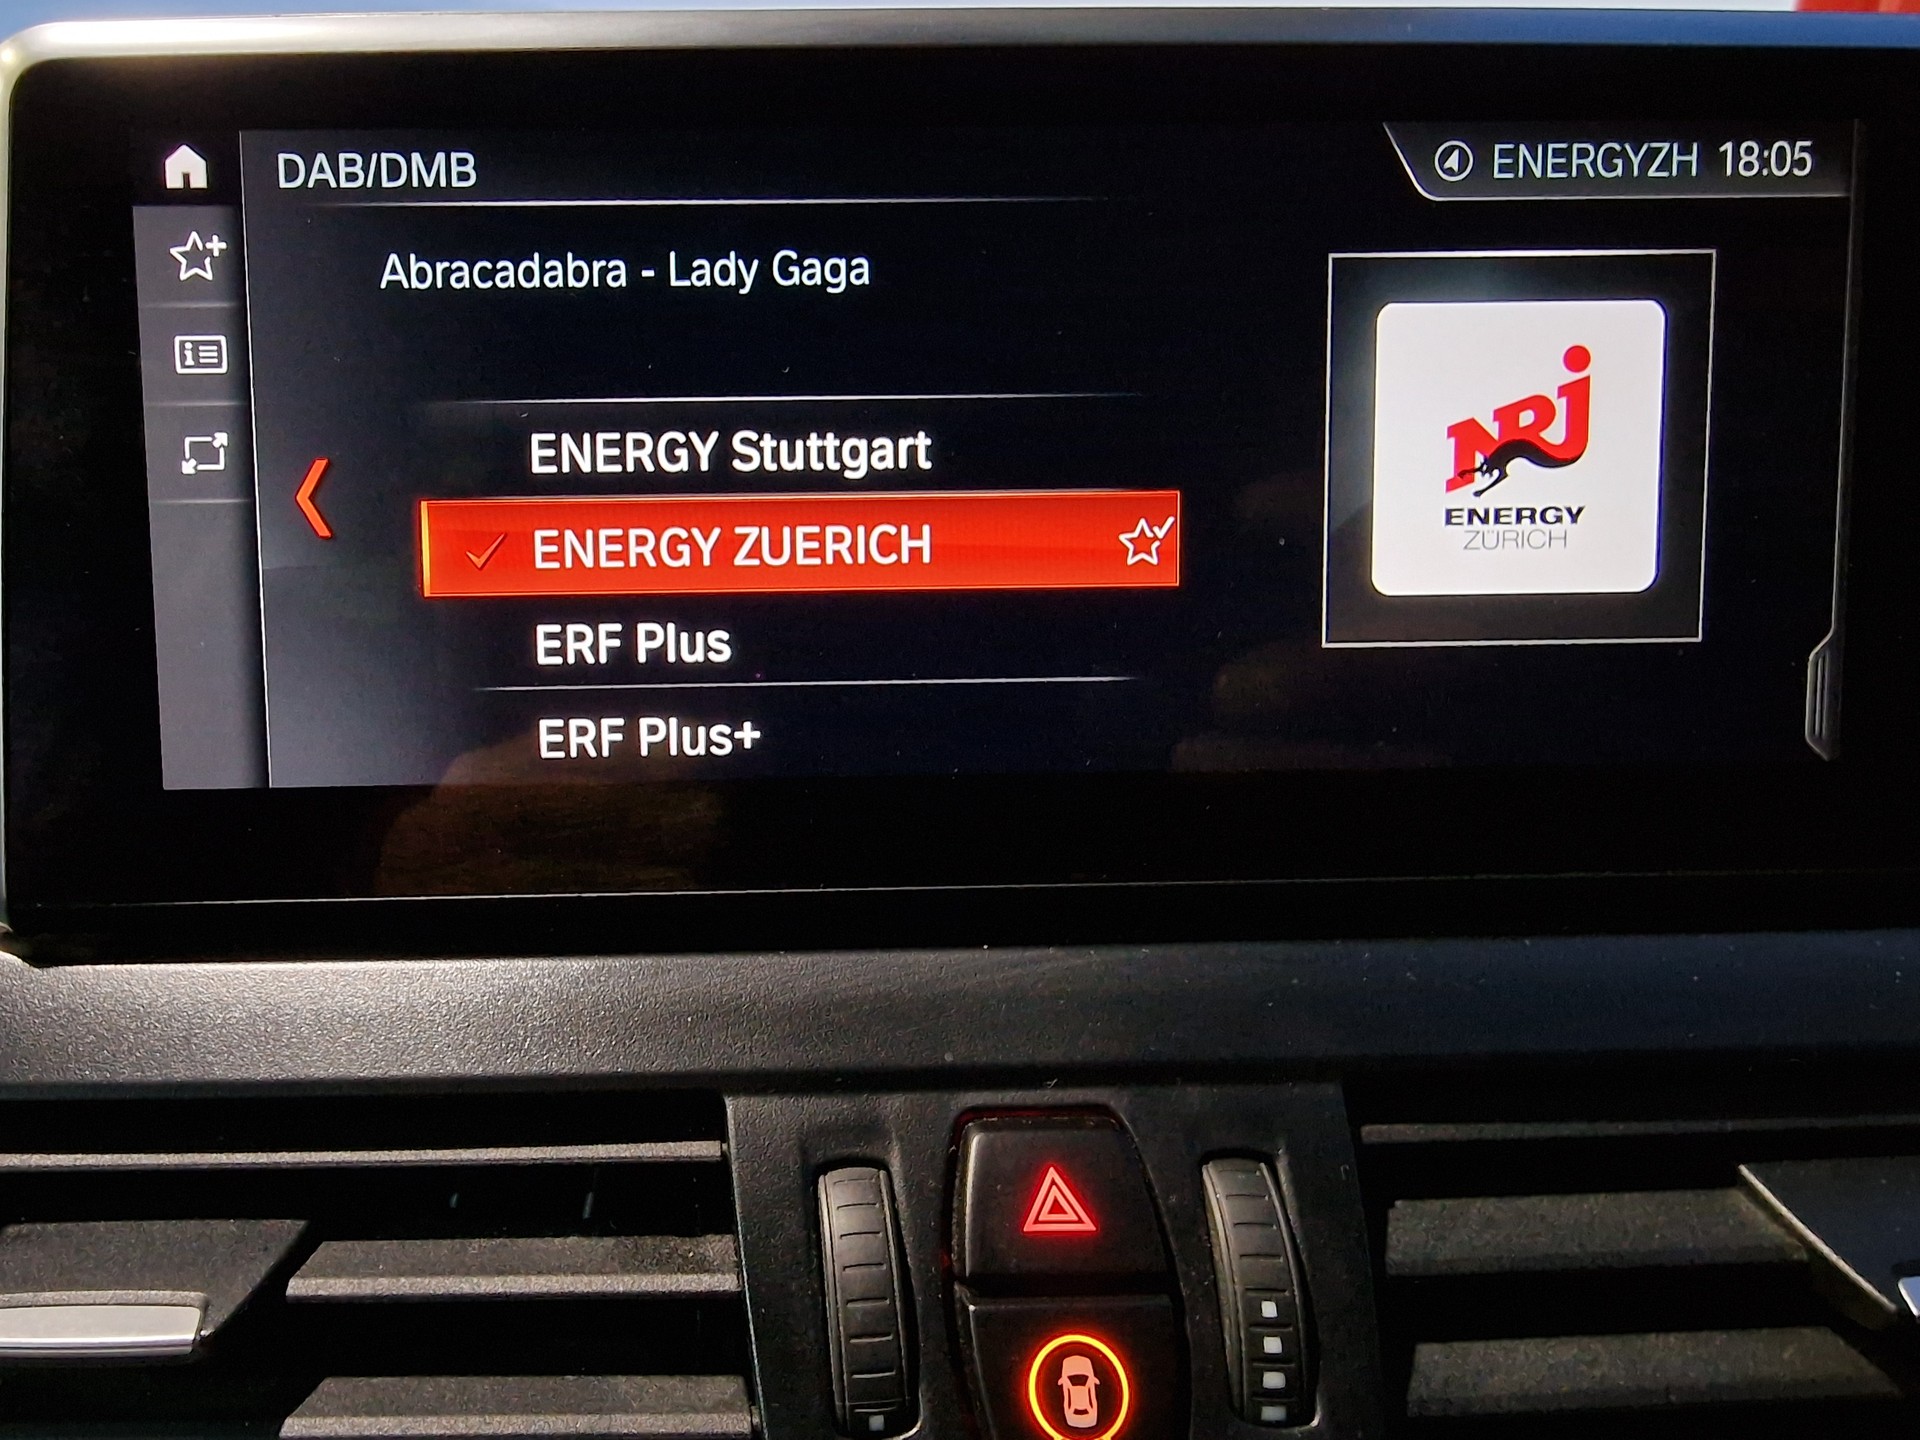 DAB/DMB
ENERGYZH 18:05
Abracadabra - Lady Gaga
ENERGY Stuttgart
ENERGY ZUERICH
ERF Plus
ERF Plus+
NRJ
ENERGY
ZÜRICH